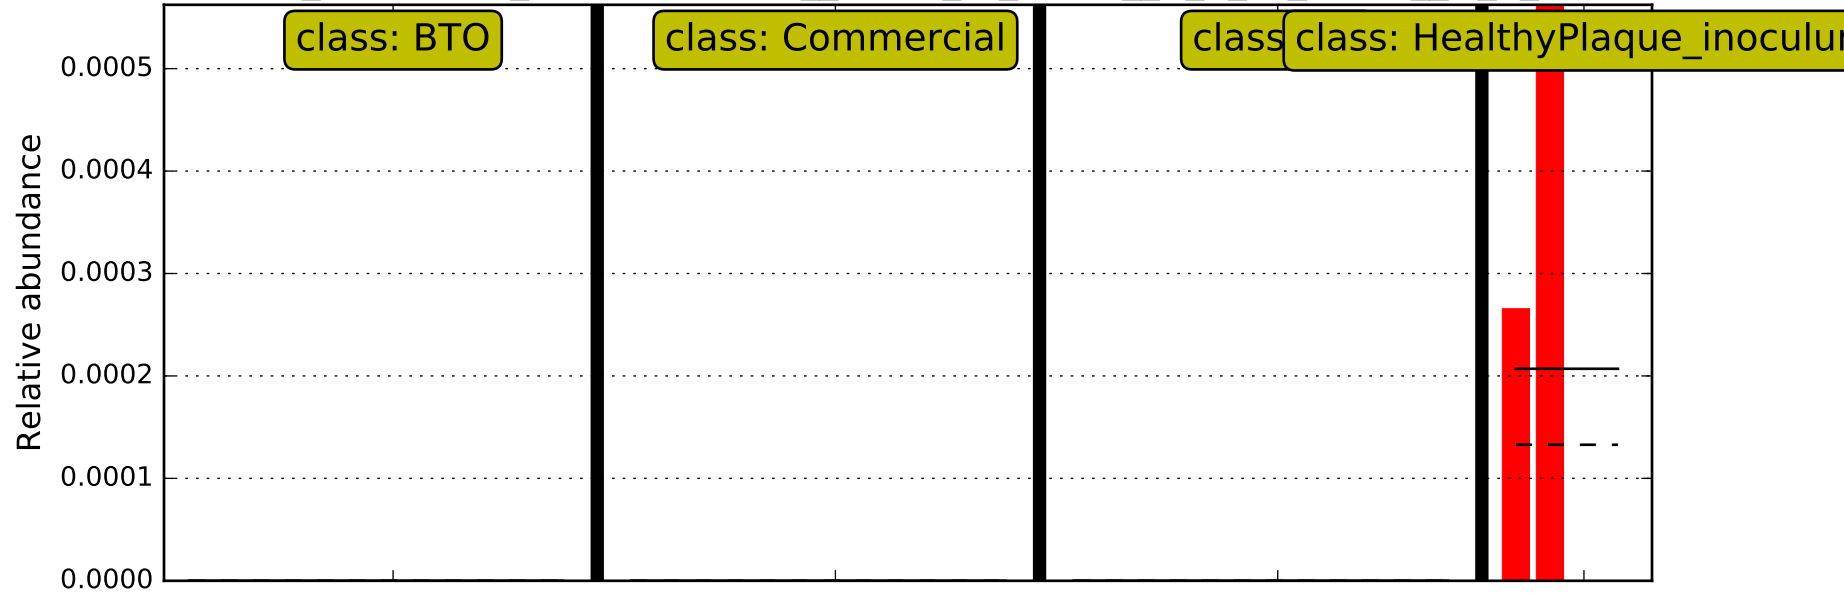 class: BTO
class: Commercial
class
class: HealthyPlaque_inoculu
0.0005
0.0004
0.0003
0.0002
0.0001
0.0000
Relative abundance